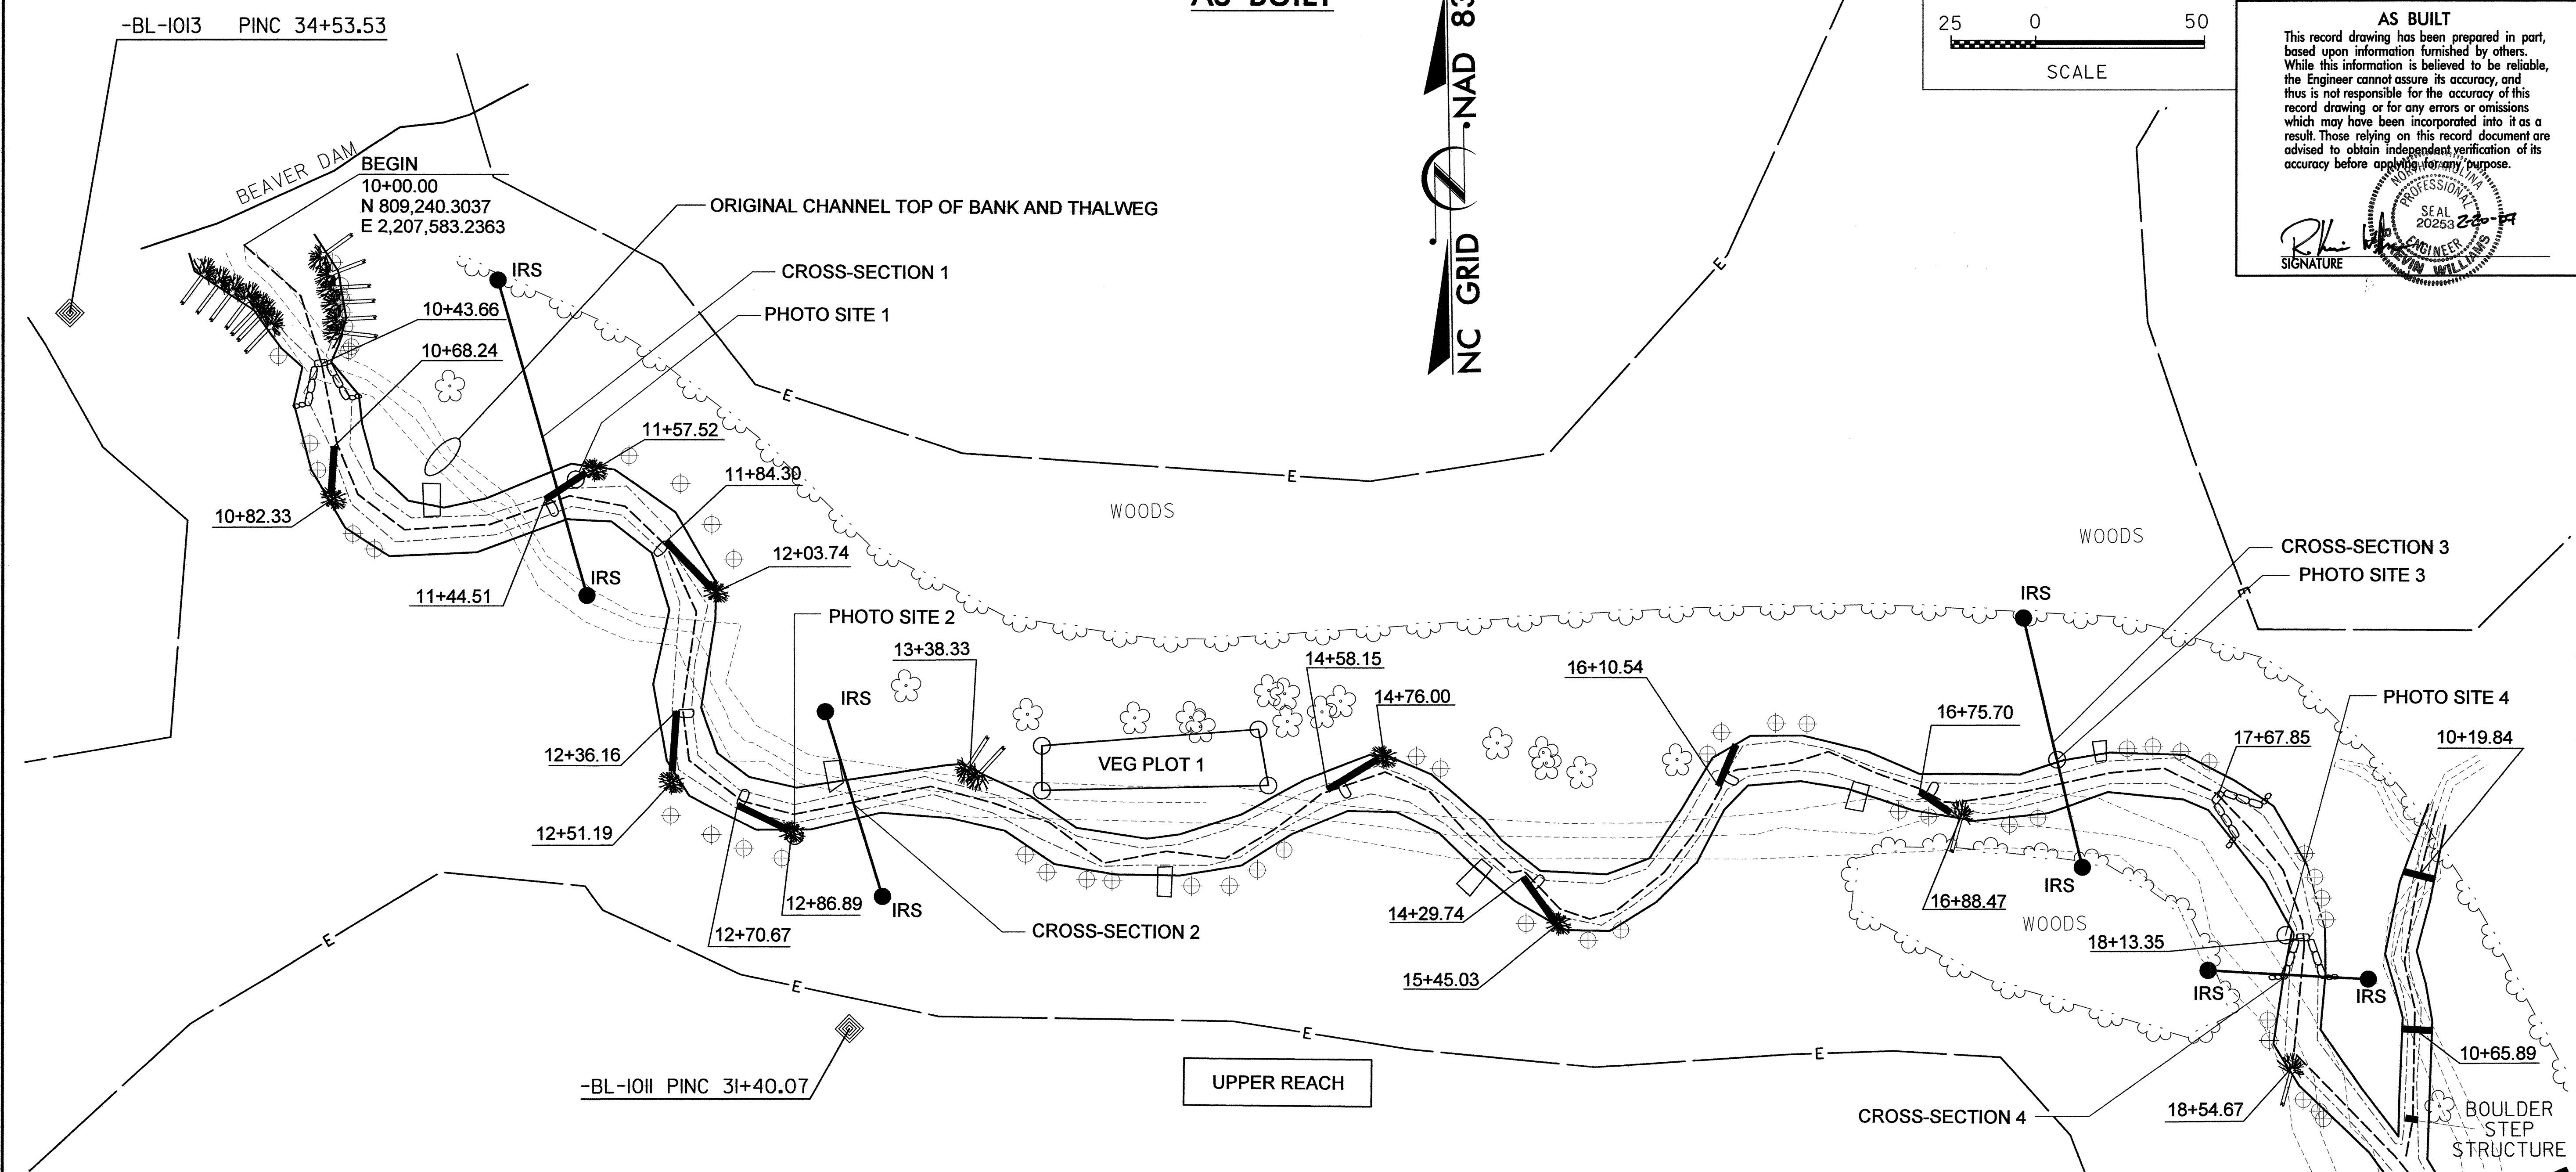 AS BUILT
-BL-1013 PINC 34+53.53
NC GRID NAD 83
25 0 50
SCALE
AS BUILT
This record drawing has been prepared in part,
based upon information furnished by others.
While this information is believed to be reliable,
the Engineer cannot assure its accuracy, and
thus is not responsible for the accuracy of this
record drawing or for any errors or omissions
which may have been incorporated into it as a
result. Those relying on this record document are
advised to obtain independent verification of its
accuracy before applying for any purpose.
NORTH CAROLINA
PROFESSIONAL
SEAL
20253
ENGINEER
KEVIN WILLIAMS
SIGNATURE
BEAVER DAM
BEGIN
10+00.00
N 809,240.3037
E 2,207,583.2363
ORIGINAL CHANNEL TOP OF BANK AND THALWEG
IRS
CROSS-SECTION 1
E
10+43.66
PHOTO SITE 1
10+68.24
E
11+57.52
11+84.30
E
10+82.33
WOODS
WOODS
12+03.74
CROSS-SECTION 3
PHOTO SITE 3
IRS
11+44.51
IRS
E
PHOTO SITE 2
13+38.33
14+58.15
16+10.54
IRS
14+76.00
PHOTO SITE 4
16+75.70
17+67.85
10+19.84
12+36.16
VEG PLOT 1
12+51.19
IRS
12+86.89
IRS
14+29.74
16+88.47
WOODS
12+70.67
CROSS-SECTION 2
E
18+13.35
15+45.03
E
IRS
IRS
E
E
10+65.89
-BL-1011 PINC 31+40.07
UPPER REACH
CROSS-SECTION 4
18+54.67
BOULDER
STEP
STRUCTURE